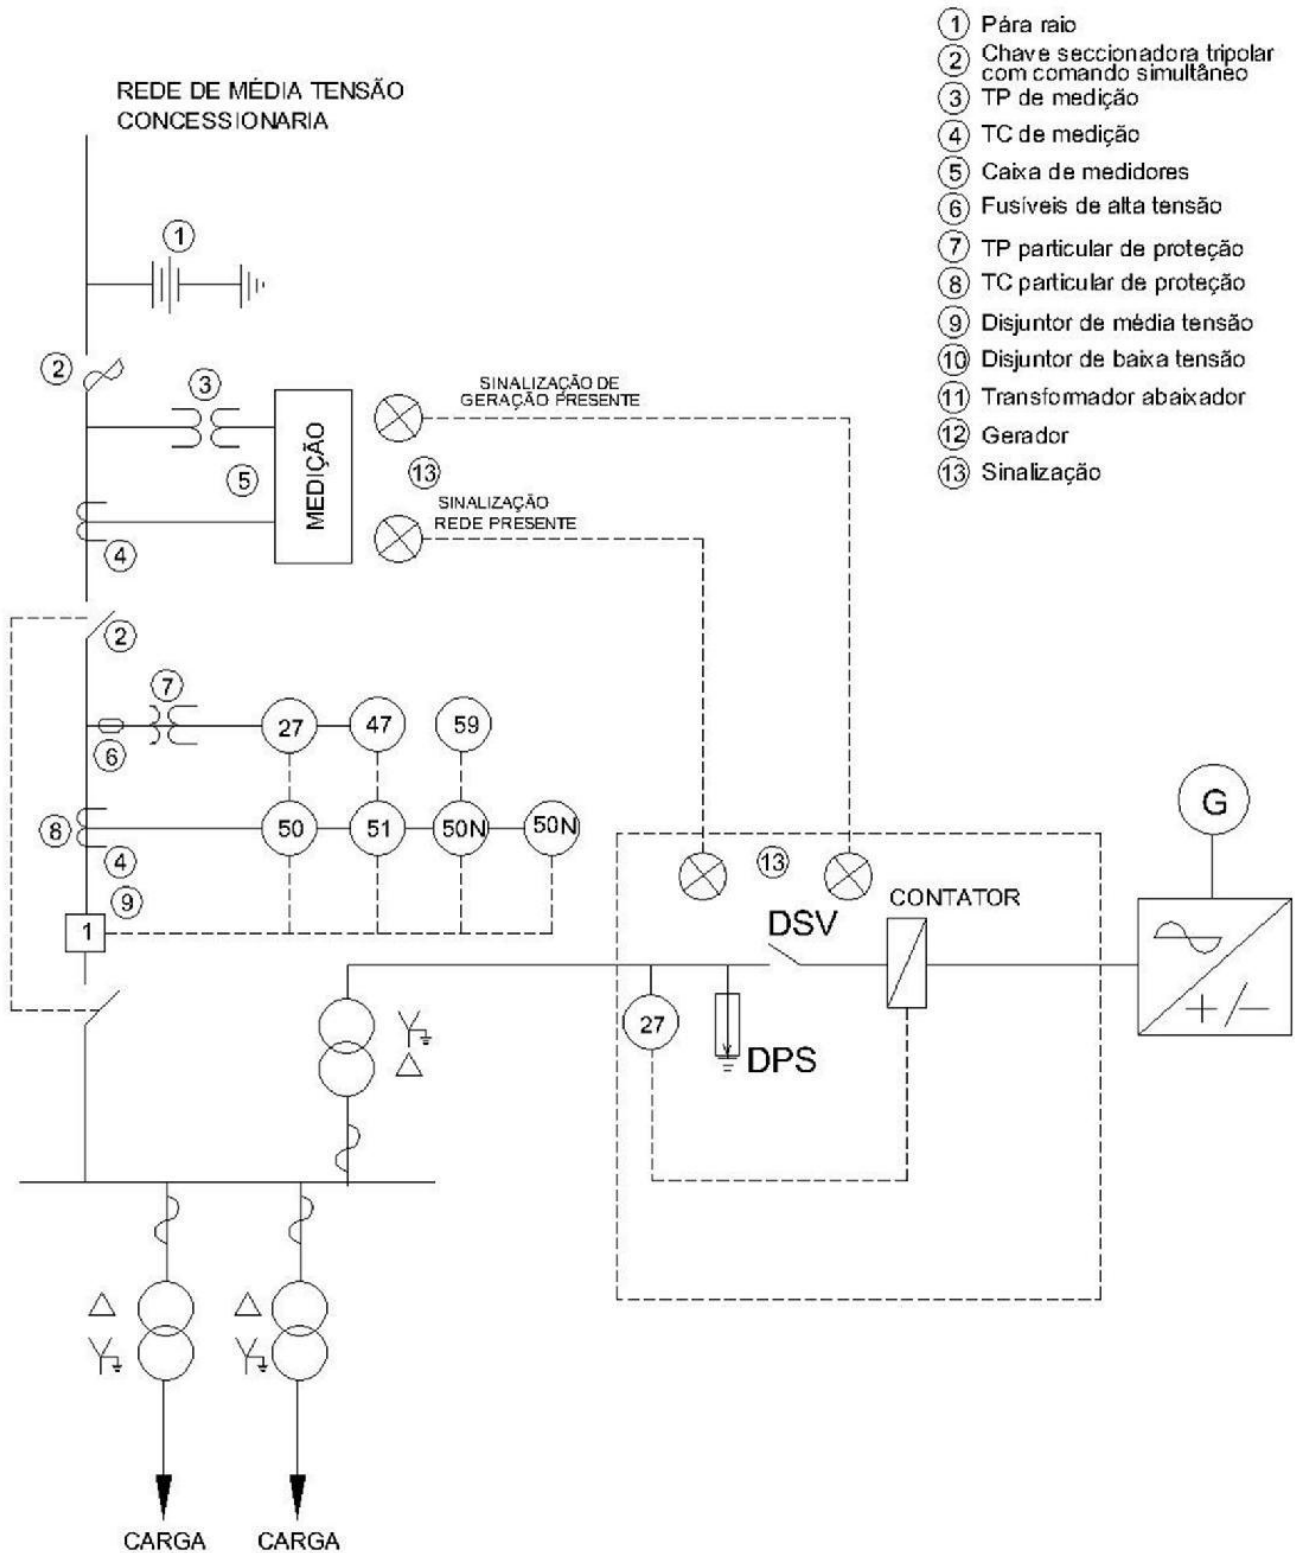 ① Pára raio
② Chave seccionadora tripolar
com comando simultâneo
③ TP de medição
④ TC de medição
⑤ Caixa de medidores
⑥ Fusíveis de alta tensão
⑦ TP particular de proteção
⑧ TC particular de proteção
⑨ Disjuntor de média tensão
⑩ Disjuntor de baixa tensão
⑪ Transformador abaixador
⑫ Gerador
⑬ Sinalização
REDE DE MÉDIA TENSÃO
CONCESSIONARIA
1
2
3
SINALIZAÇÃO DE
GERAÇÃO PRESENTE
MEDIÇÃO
5
13
SINALIZAÇÃO
REDE PRESENTE
4
2
7
27 47 59
6
8
50 51 50N 50N
4
9
1
13
G
CONTATOR
DSV
27
DPS
+/−
CARGA CARGA